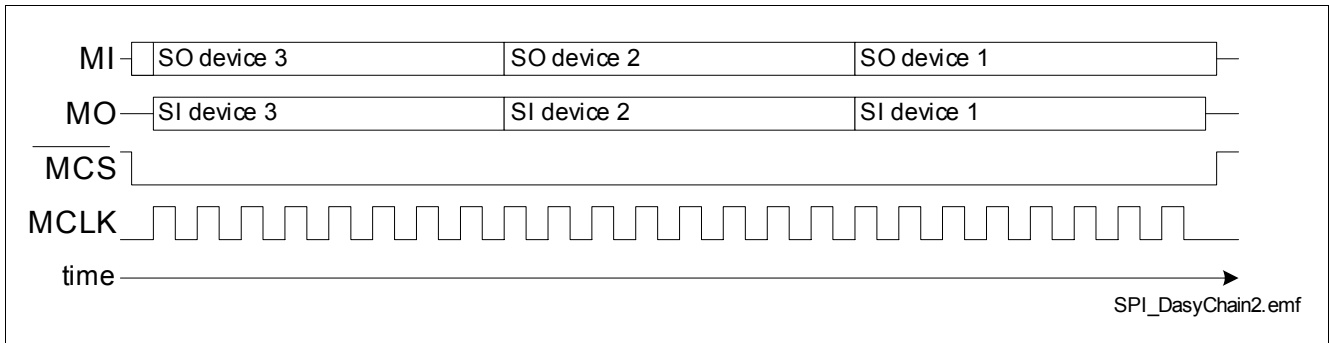 MI SO device 3 SO device 2 SO device 1
MO SI device 3 SI device 2 SI device 1
MCS
MCLK
time
SPI_DasyChain2.emf